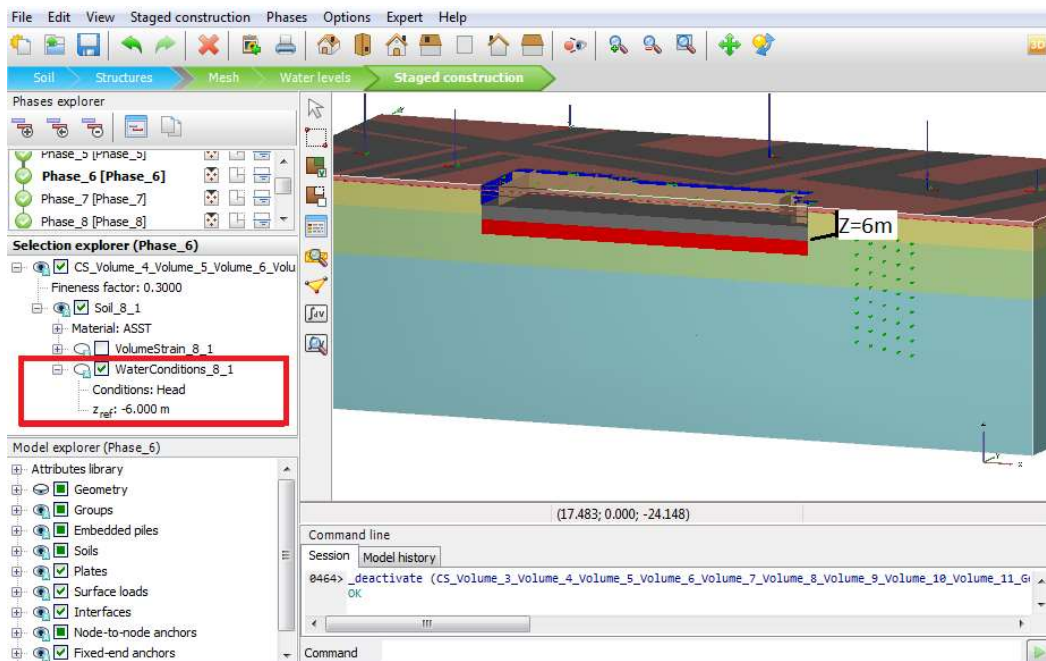 File Edit View Staged construction Phases Options Expert Help
3D
Soil Structures Mesh Water levels Staged construction
Phases explorer
Phase_5 [Phase_5]
Phase_6 [Phase_6]
Phase_7 [Phase_7]
Phase_8 [Phase_8]
Selection explorer (Phase_6)
CS_Volume_4_Volume_5_Volume_6_Volu
Fineness factor: 0.3000
Soil_8_1
Material: ASST
VolumeStrain_8_1
WaterConditions_8_1
Conditions: Head
zref: -6.000 m
Z=6m
Model explorer (Phase_6)
Attributes library
Geometry
Groups
Embedded piles
Soils
Plates
Surface loads
Interfaces
Node-to-node anchors
Fixed-end anchors
(17.483; 0.000; -24.148)
Command line
Session Model history
0464> _deactivate (CS_Volume_3_Volume_4_Volume_5_Volume_6_Volume_7_Volume_8_Volume_9_Volume_10_Volume_11_G
OK
Command